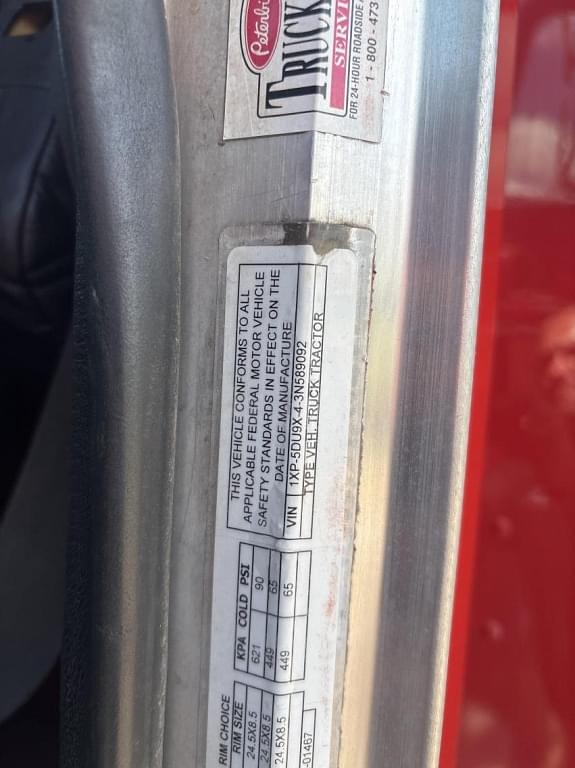 Peterbi
TRUCK
SERVI
FOR 24-HOUR ROADSIDE
1 - 800 - 473
THIS VEHICLE CONFORMS TO ALL
APPLICABLE FEDERAL MOTOR VEHICLE
SAFETY STANDARDS IN EFFECT ON THE
DATE OF MANUFACTURE
VIN 1XP-5DU9X-4-3N589092
TYPE VEH. TRUCK TRACTOR
KPA COLD PSI
621 90
449 65
449 65
RIM CHOICE
RIM SIZE
24.5X8.5
24.5X8.5
24.5X8.5
-01467